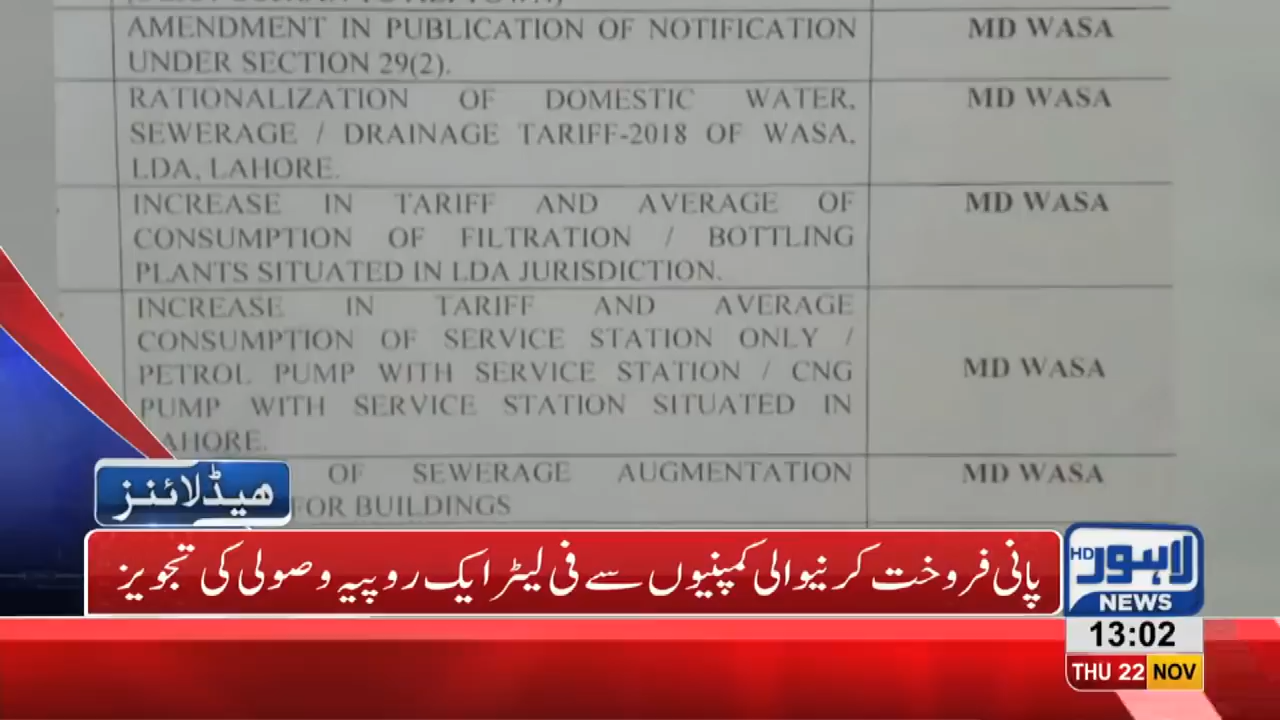 AMENDMENT IN PUBLICATION OF NOTIFICATION
UNDER SECTION 29(2).
MD WASA
RATIONALIZATION OF DOMESTIC WATER,
SEWERAGE / DRAINAGE TARIFF-2018 OF WASA,
LDA, LAHORE.
MD WASA
INCREASE IN TARIFF AND AVERAGE OF
CONSUMPTION OF FILTRATION / BOTTLING
PLANTS SITUATED IN LDA JURISDICTION.
MD WASA
INCREASE IN TARIFF AND AVERAGE
CONSUMPTION OF SERVICE STATION ONLY /
PETROL PUMP WITH SERVICE STATION / CNG
PUMP WITH SERVICE STATION SITUATED IN
AHORE.
MD WASA
OF SEWERAGE AUGMENTATION
FOR BUILDINGS
MD WASA
ہیڈلائنز
پانی فروخت کرنیوالی کمپنیوں سے فی لیٹر ایک روپیہ وصولی کی تجویز
HD لاہور
NEWS
13:02
THU 22 NOV